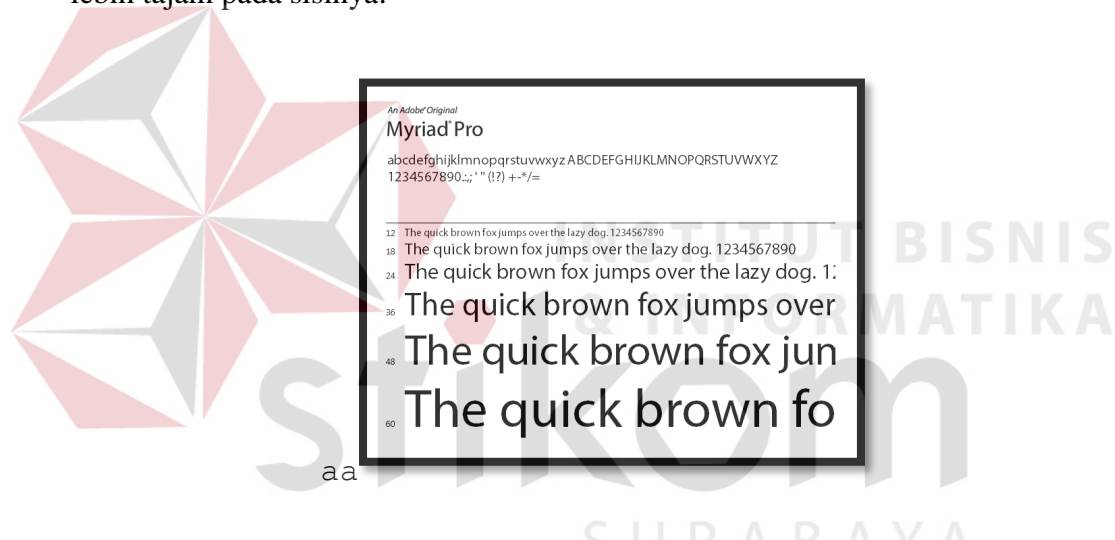 lebih tajam pada sisinya.
An Adobe® Original
Myriad® Pro
abcdefghijklmnopqrstuvwxyz ABCDEFGHIJKLMNOPQRSTUVWXYZ
1234567890.:,; ' " (!?) +-*/=
12 The quick brown fox jumps over the lazy dog. 1234567890
18 The quick brown fox jumps over the lazy dog. 1234567890
24 The quick brown fox jumps over the lazy dog. 12
36 The quick brown fox jumps over
48 The quick brown fox jun
60 The quick brown fo
aa
INSTITUT BISNIS
& INFORMATIKA
stikom
SURABAYA